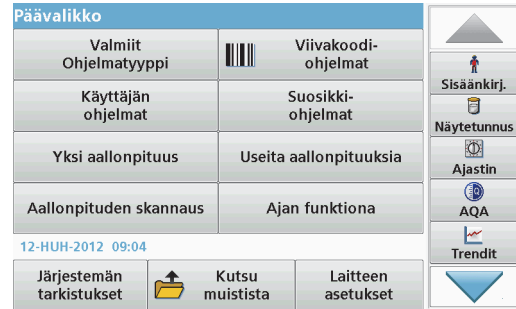 Päävalikko
Valmiit
Ohjelmatyyppi
Viivakoodi-
ohjelmat
Käyttäjän
ohjelmat
Suosikki-
ohjelmat
Yksi aallonpituus
Useita aallonpituuksia
Aallonpituden skannaus
Ajan funktiona
12-HUH-2012 09:04
Järjestemän
tarkistukset
Kutsu
muistista
Laitteen
asetukset
Sisäänkirj.
Näytetunnus
Ajastin
AQA
Trendit